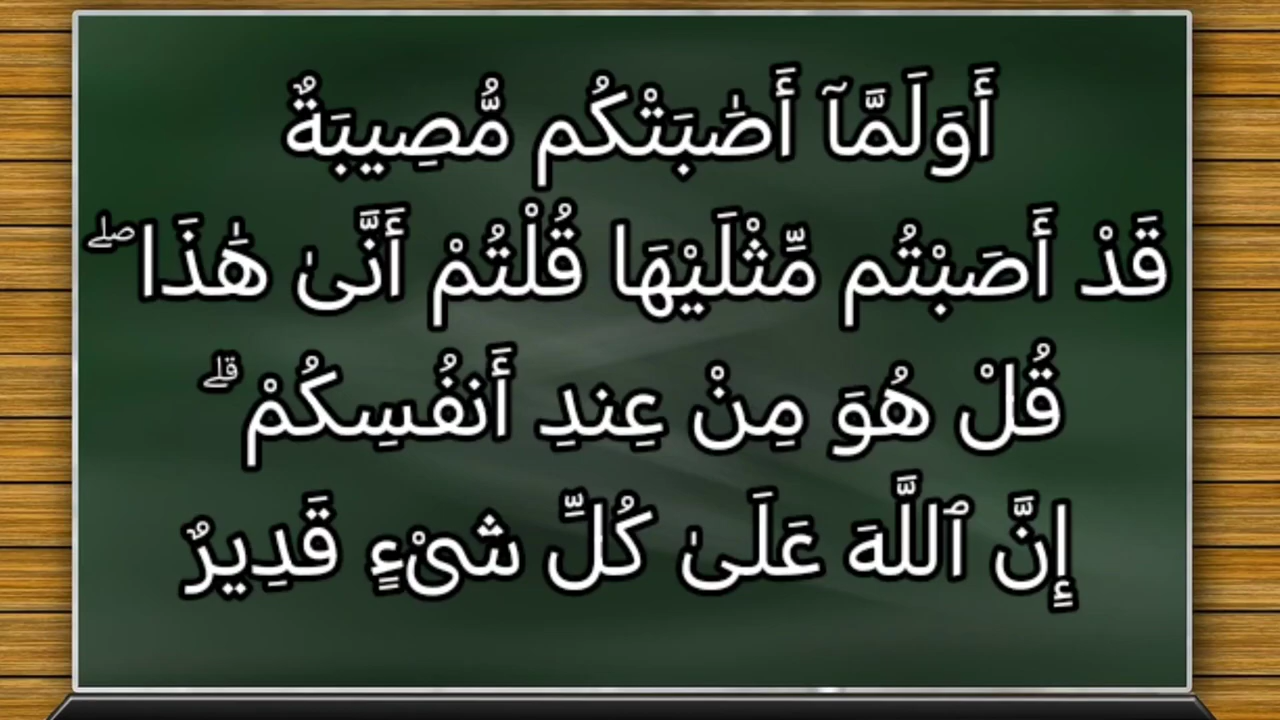 أَوَلَمَّآ أَصَٰبَتْكُم مُّصِيبَةٌ
قَدْ أَصَبْتُم مِّثْلَيْهَا قُلْتُمْ أَنَّىٰ هَٰذَا ۖ
قُلْ هُوَ مِنْ عِندِ أَنفُسِكُمْ ۗ
إِنَّ ٱللَّهَ عَلَىٰ كُلِّ شَىْءٍ قَدِيرٌ